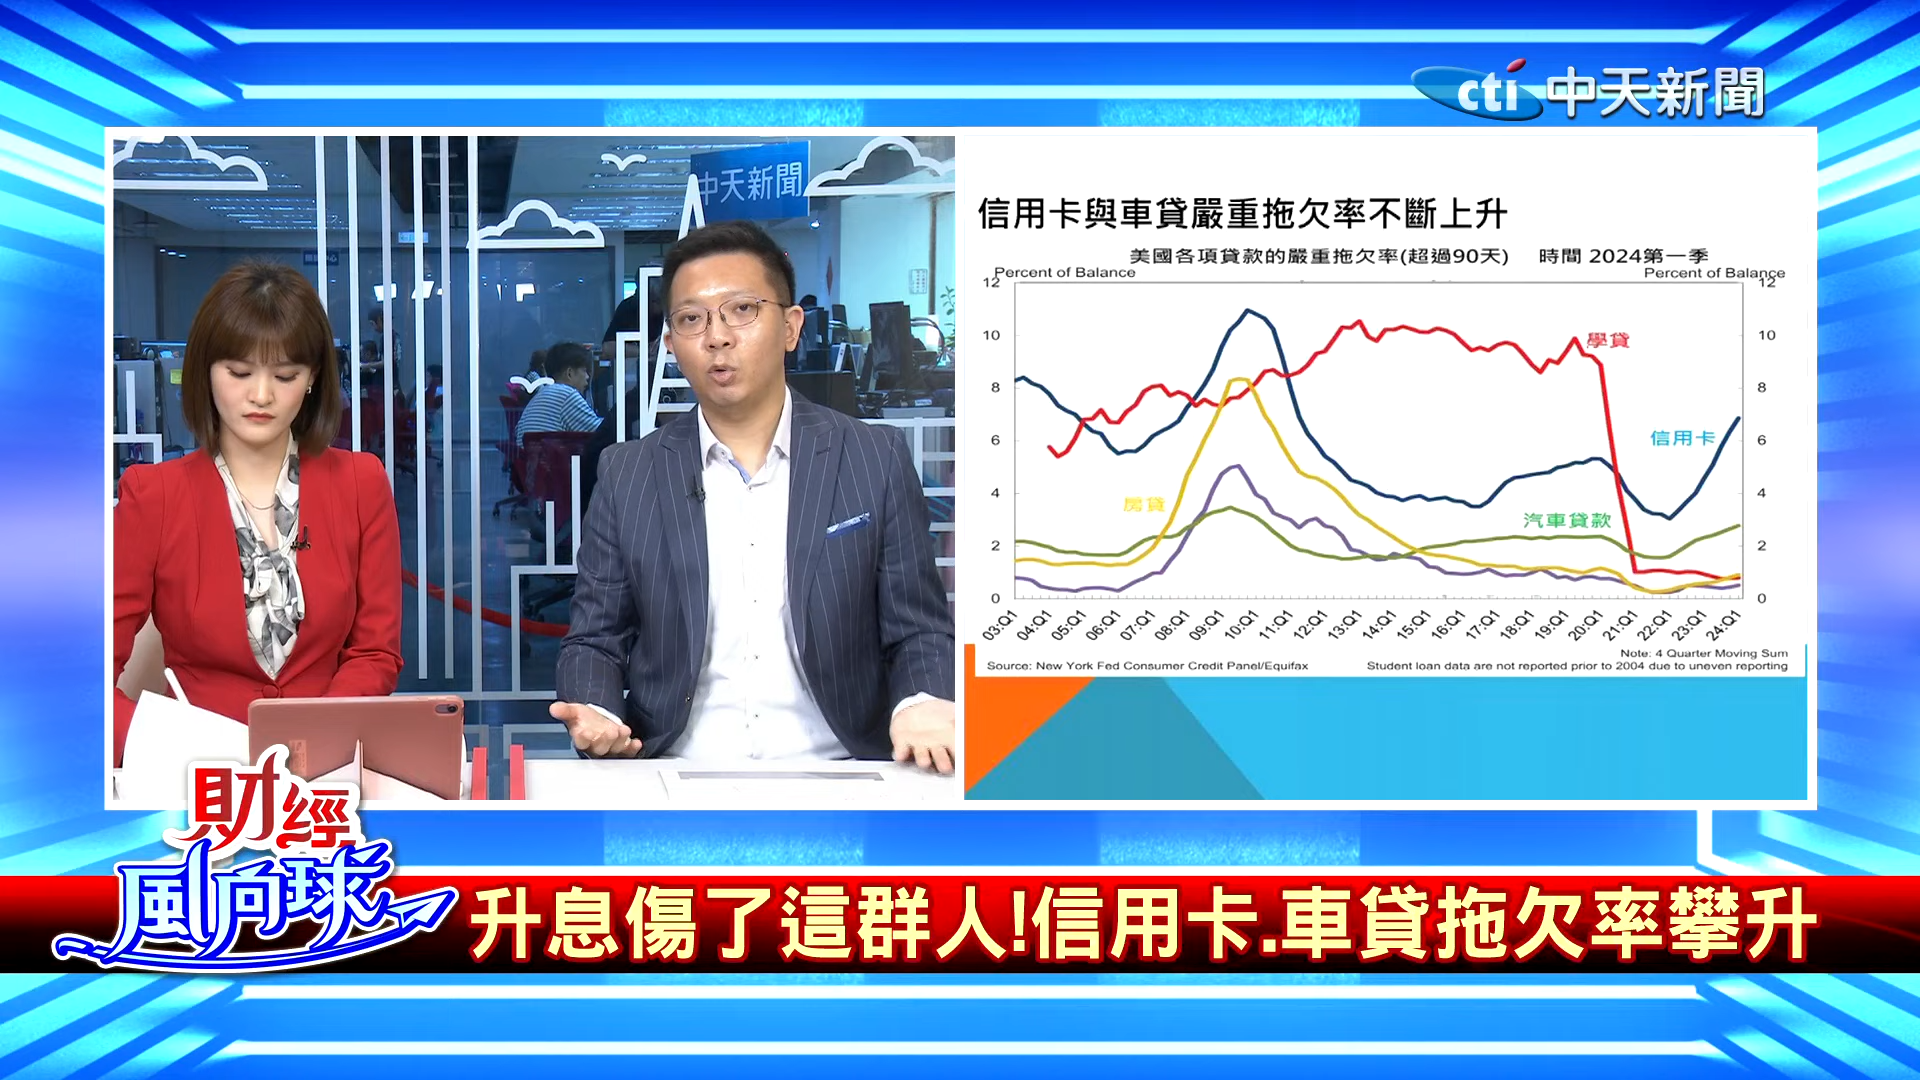 cti 中天新聞
中天新聞
信用卡與車貸嚴重拖欠率不斷上升
美國各項貸款的嚴重拖欠率(超過90天) 時間 2024第一季
Percent of Balance Percent of Balance
12 12
10 10
8 8
6 6
4 4
2 2
0 0
學貸
信用卡
房貸
汽車貸款
03:Q1 04:Q1 05:Q1 06:Q1 07:Q1 08:Q1 09:Q1 10:Q1 11:Q1 12:Q1 13:Q1 14:Q1 15:Q1 16:Q1 17:Q1 18:Q1 19:Q1 20:Q1 21:Q1 22:Q1 23:Q1 24:Q1
Note: 4 Quarter Moving Sum
Source: New York Fed Consumer Credit Panel/Equifax Student loan data are not reported prior to 2004 due to uneven reporting
財經
風向球
升息傷了這群人!信用卡.車貸拖欠率攀升